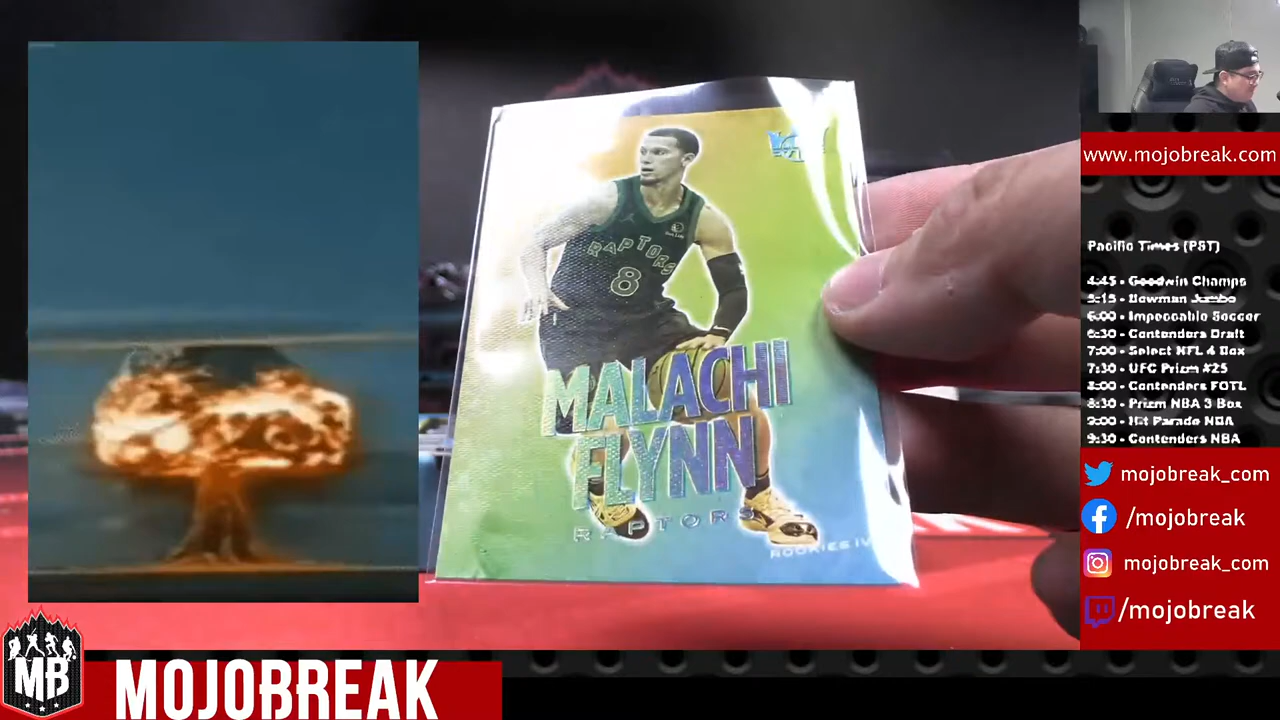 RAPTORS
8
MALACHI
FLYNN
RAPTORS
ROOKIES IV
www.mojobreak.com
Pacific Times (PST)
4:45 - Goodwin Champs
5:15 - Bowman Jumbo
6:00 - Impeccable Soccer
6:30 - Contenders Draft
7:00 - Select NFL 4 Box
7:30 - UFC Prizm #25
8:00 - Contenders FOTL
8:30 - Prizm NBA 3 Box
9:00 - Hit Parade NBA
9:30 - Contenders NBA
mojobreak_com
/mojobreak
mojobreak_com
/mojobreak
MB
MOJOBREAK